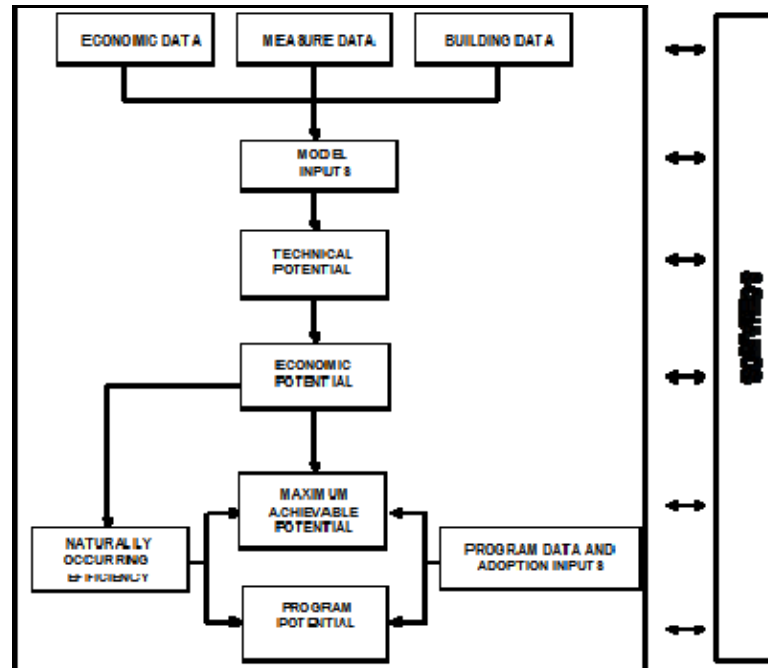 ECONOMIC DATA
MEASURE DATA
BUILDING DATA
MODEL
INPUTS
TECHNICAL
POTENTIAL
ECONOMIC
POTENTIAL
MAXIMUM
ACHIEVABLE
POTENTIAL
NATURALILY
OCCURRING
EFFICIENCY
PROGRAM DATA AND
ADOPTION INPUTS
PROGRAM
POTENTIAL